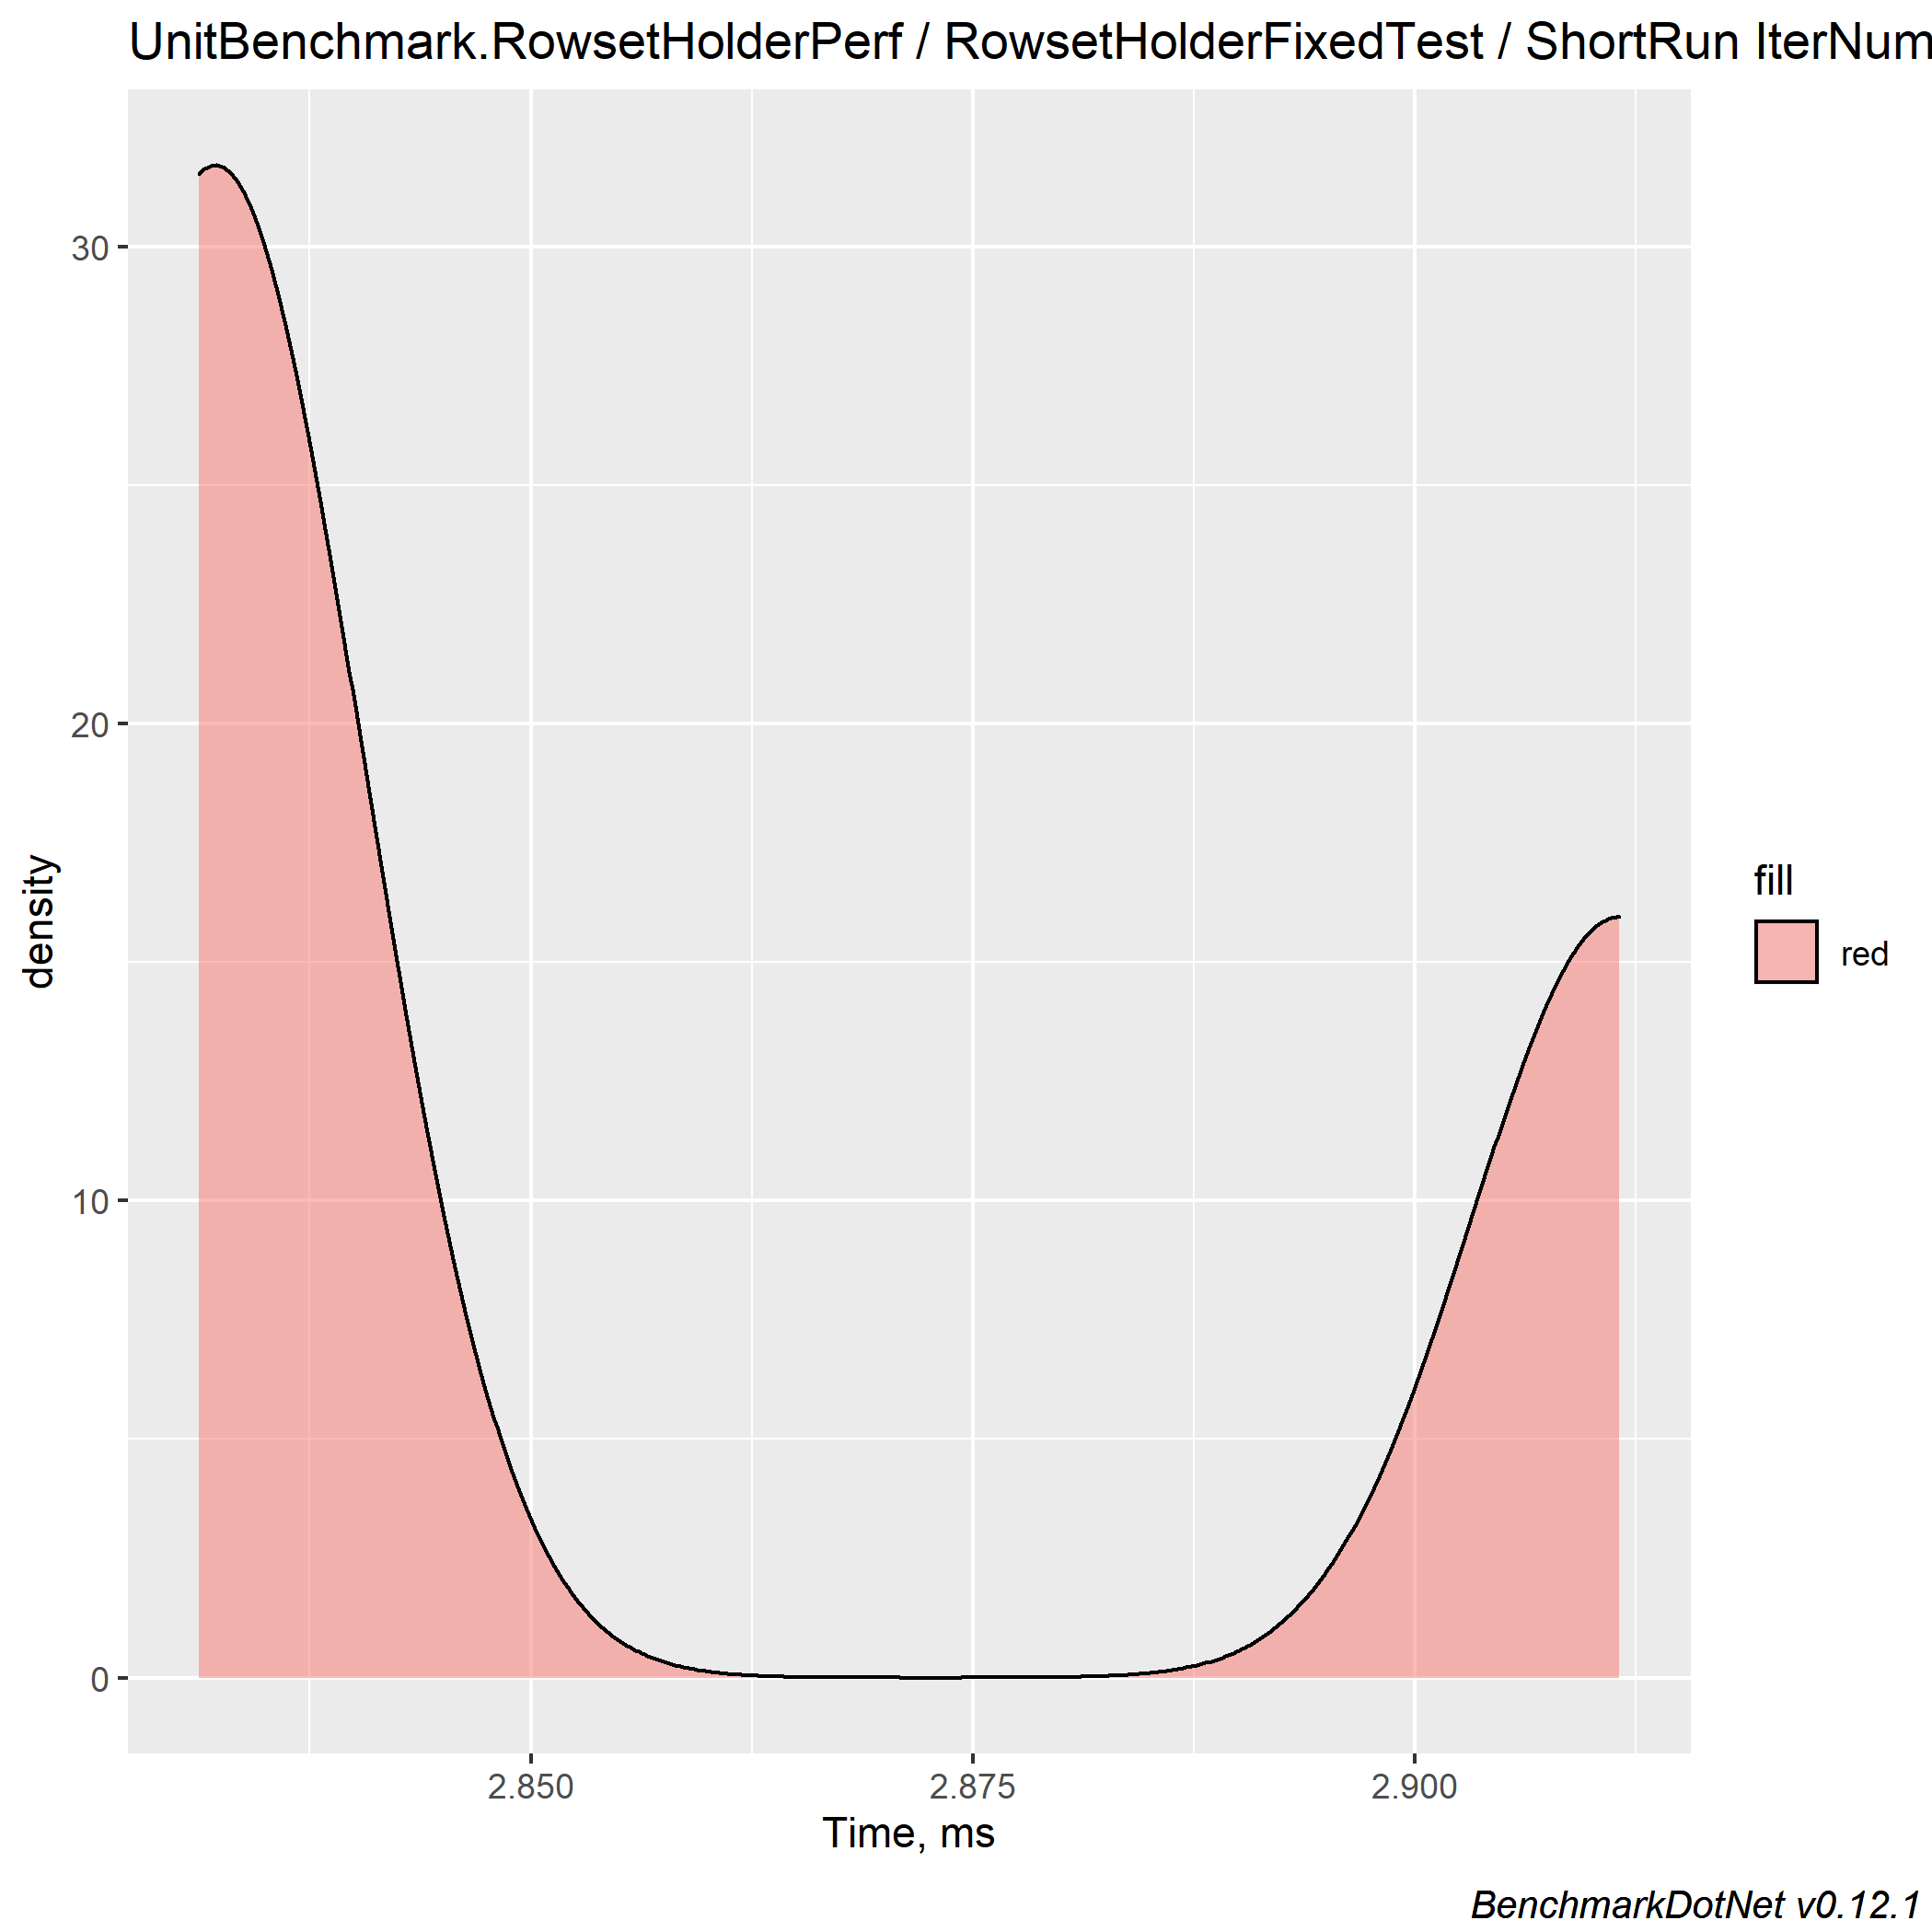 UnitBenchmark.RowsetHolderPerf / RowsetHolderFixedTest / ShortRun IterNum
30
20
10
0
density
fill
red
2.850 2.875 2.900
Time, ms
BenchmarkDotNet v0.12.1